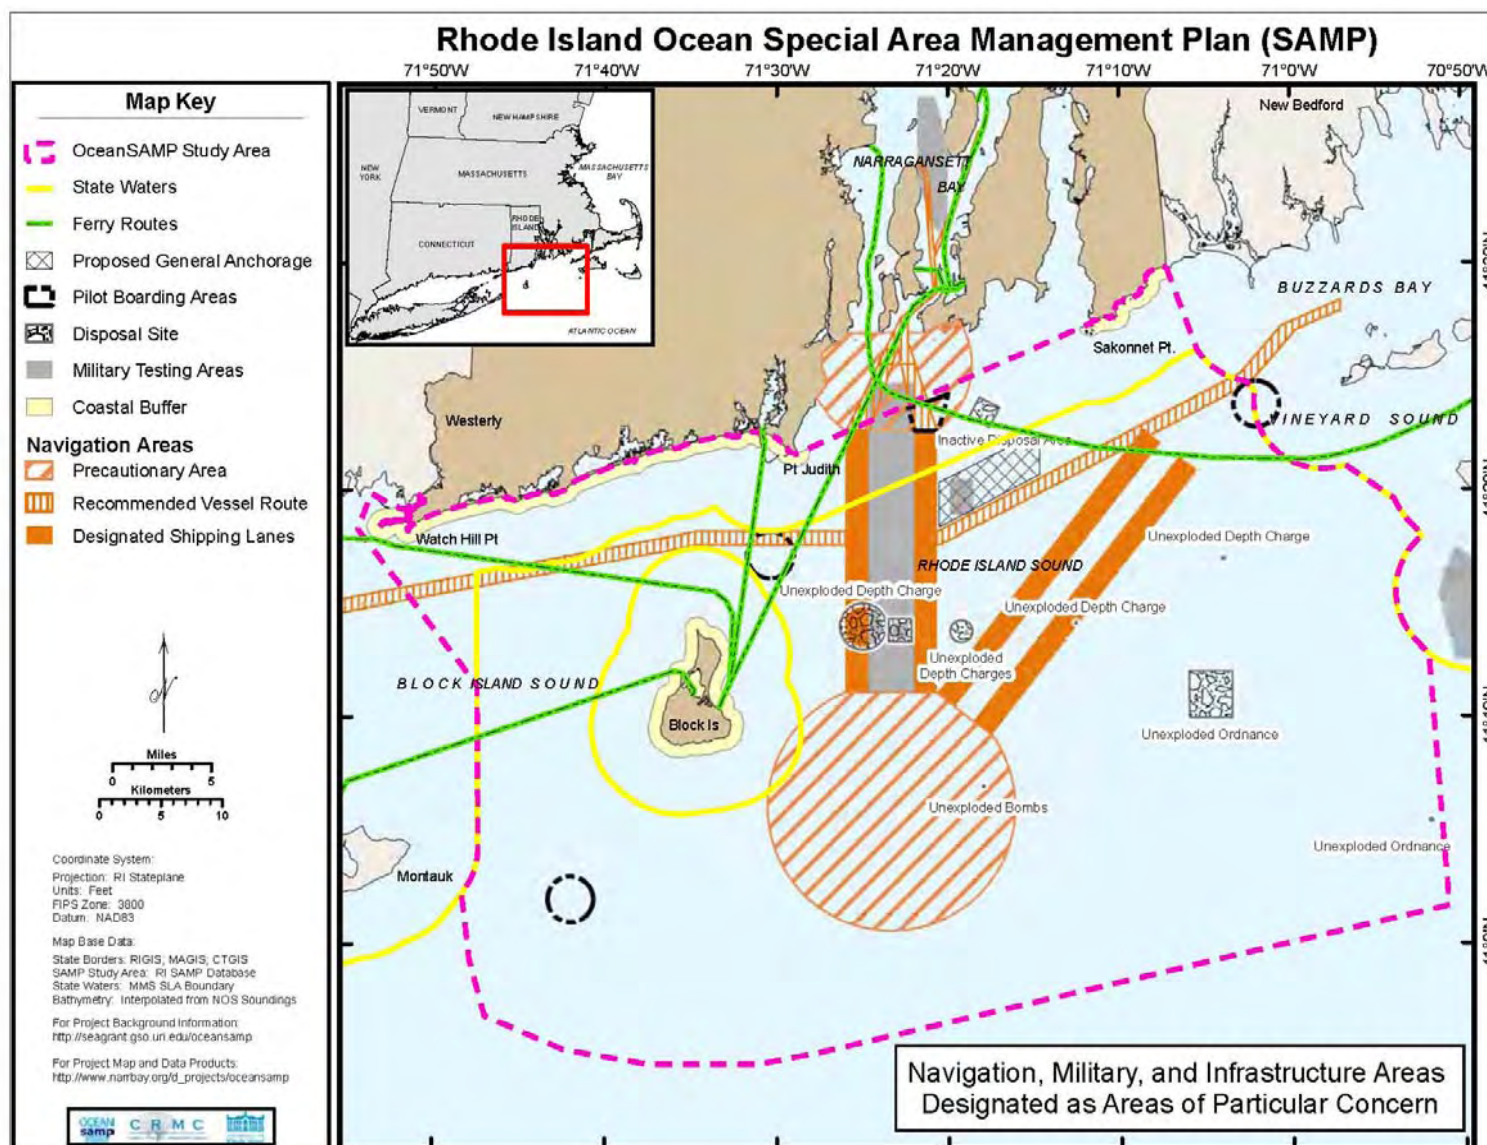 Rhode Island Ocean Special Area Management Plan (SAMP)
71°50'W 71°40'W 71°30'W 71°20'W 71°10'W 71°0'W 70°50'W
Map Key
OceanSAMP Study Area
State Waters
Ferry Routes
Proposed General Anchorage
Pilot Boarding Areas
Disposal Site
Military Testing Areas
Coastal Buffer
Navigation Areas
Precautionary Area
Recommended Vessel Route
Designated Shipping Lanes
Miles
0 5
Kilometers
0 5 10
Coordinate System:
Projection: RI Stateplane
Units: Feet
FIPS Zone: 3800
Datum: NAD83
Map Base Data:
State Borders: RIGIS; MAGIS; CTGIS
SAMP Study Area: RI SAMP Database
State Waters: MMS SLA Boundary
Bathymetry: Interpolated from NOS Soundings
For Project Background Information:
http://seagrant.gso.uri.edu/oceansamp
For Project Map and Data Products:
http://www.narrbay.org/d_projects/oceansamp
OCEAN
samp
CRMC
VERMONT
NEW HAMPSHIRE
NEW
YORK
MASSACHUSETTS
MASSACHUSETTS
BAY
CONNECTICUT
RHODE
ISLAND
ATLANTIC OCEAN
NARRAGANSETT
BAY
New Bedford
BUZZARDS BAY
Sakonnet Pt.
VINEYARD SOUND
Westerly
Inactive Disposal Area
Pt Judith
Watch Hill Pt
Unexploded Depth Charge
RHODE ISLAND SOUND
Unexploded Depth Charge
Unexploded Depth Charge
Unexploded
Depth Charges
BLOCK ISLAND SOUND
Block Is
Unexploded Ordnance
Unexploded Bombs
Unexploded Ordnance
Montauk
Navigation, Military, and Infrastructure Areas
Designated as Areas of Particular Concern